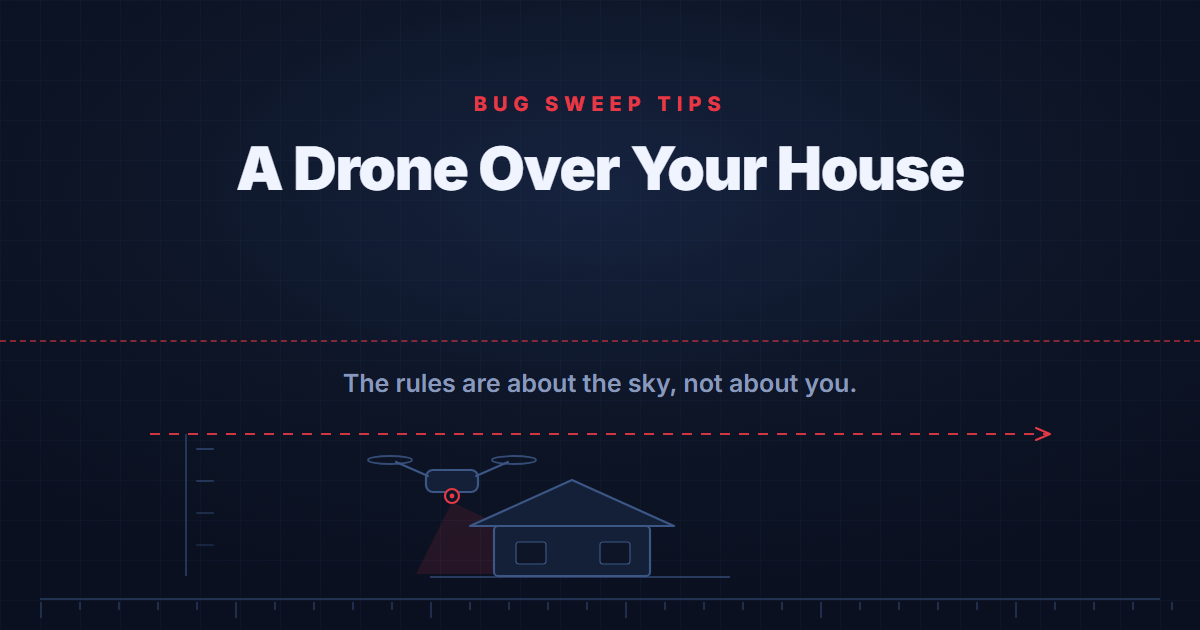 BUG SWEEP TIPS
A Drone Over Your House
The rules are about the sky, not about you.